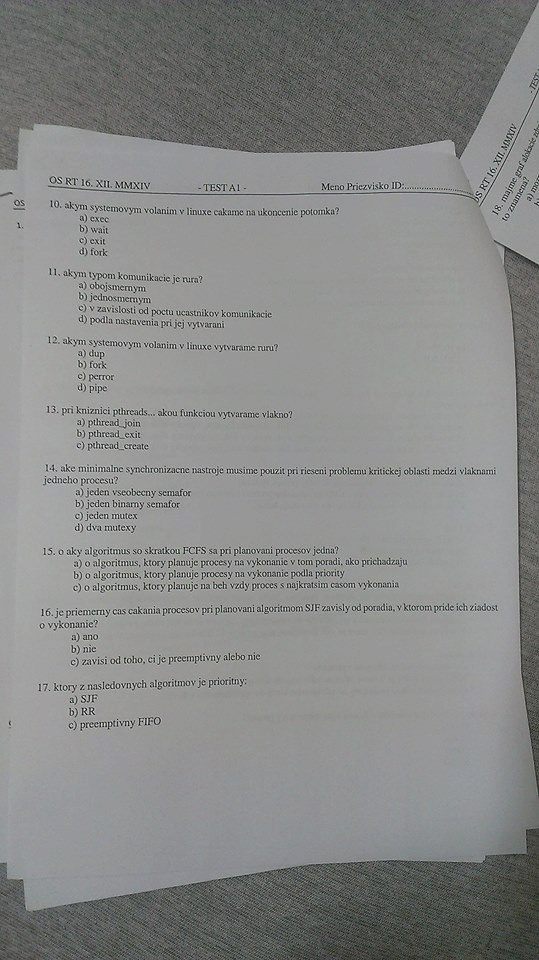 OS RT 16. XII. MMXIV - TEST A1 - Meno Priezvisko ID:..........................
10. akym systemovym volanim v linuxe cakame na ukoncenie potomka?
a) exec
b) wait
c) exit
d) fork
11. akym typom komunikacie je rura?
a) obojsmernym
b) jednosmernym
c) v zavislosti od poctu ucastnikov komunikacie
d) podla nastavenia pri jej vytvarani
12. akym systemovym volanim v linuxe vytvarame ruru?
a) dup
b) fork
c) perror
d) pipe
13. pri kniznici pthreads... akou funkciou vytvarame vlakno?
a) pthread_join
b) pthread_exit
c) pthread_create
14. ake minimalne synchronizacne nastroje musime pouzit pri rieseni problemu kritickej oblasti medzi vlaknami
jedneho procesu?
a) jeden vseobecny semafor
b) jeden binarny semafor
c) jeden mutex
d) dva mutexy
15. o aky algoritmus so skratkou FCFS sa pri planovani procesov jedna?
a) o algoritmus, ktory planuje procesy na vykonanie v tom poradi, ako prichadzaju
b) o algoritmus, ktory planuje procesy na vykonanie podla priority
c) o algoritmus, ktory planuje na beh vzdy proces s najkratsim casom vykonania
16. je priemerny cas cakania procesov pri planovani algoritmom SJF zavisly od poradia, v ktorom pride ich ziadost
o vykonanie?
a) ano
b) nie
c) zavisi od toho, ci je preemptivny alebo nie
17. ktory z nasledovnych algoritmov je prioritny:
a) SJF
b) RR
c) preemptivny FIFO
OS
1.
OS RT 16. XII. MMXIV - TEST
18. majme graf alokacie
to znamena?
a)